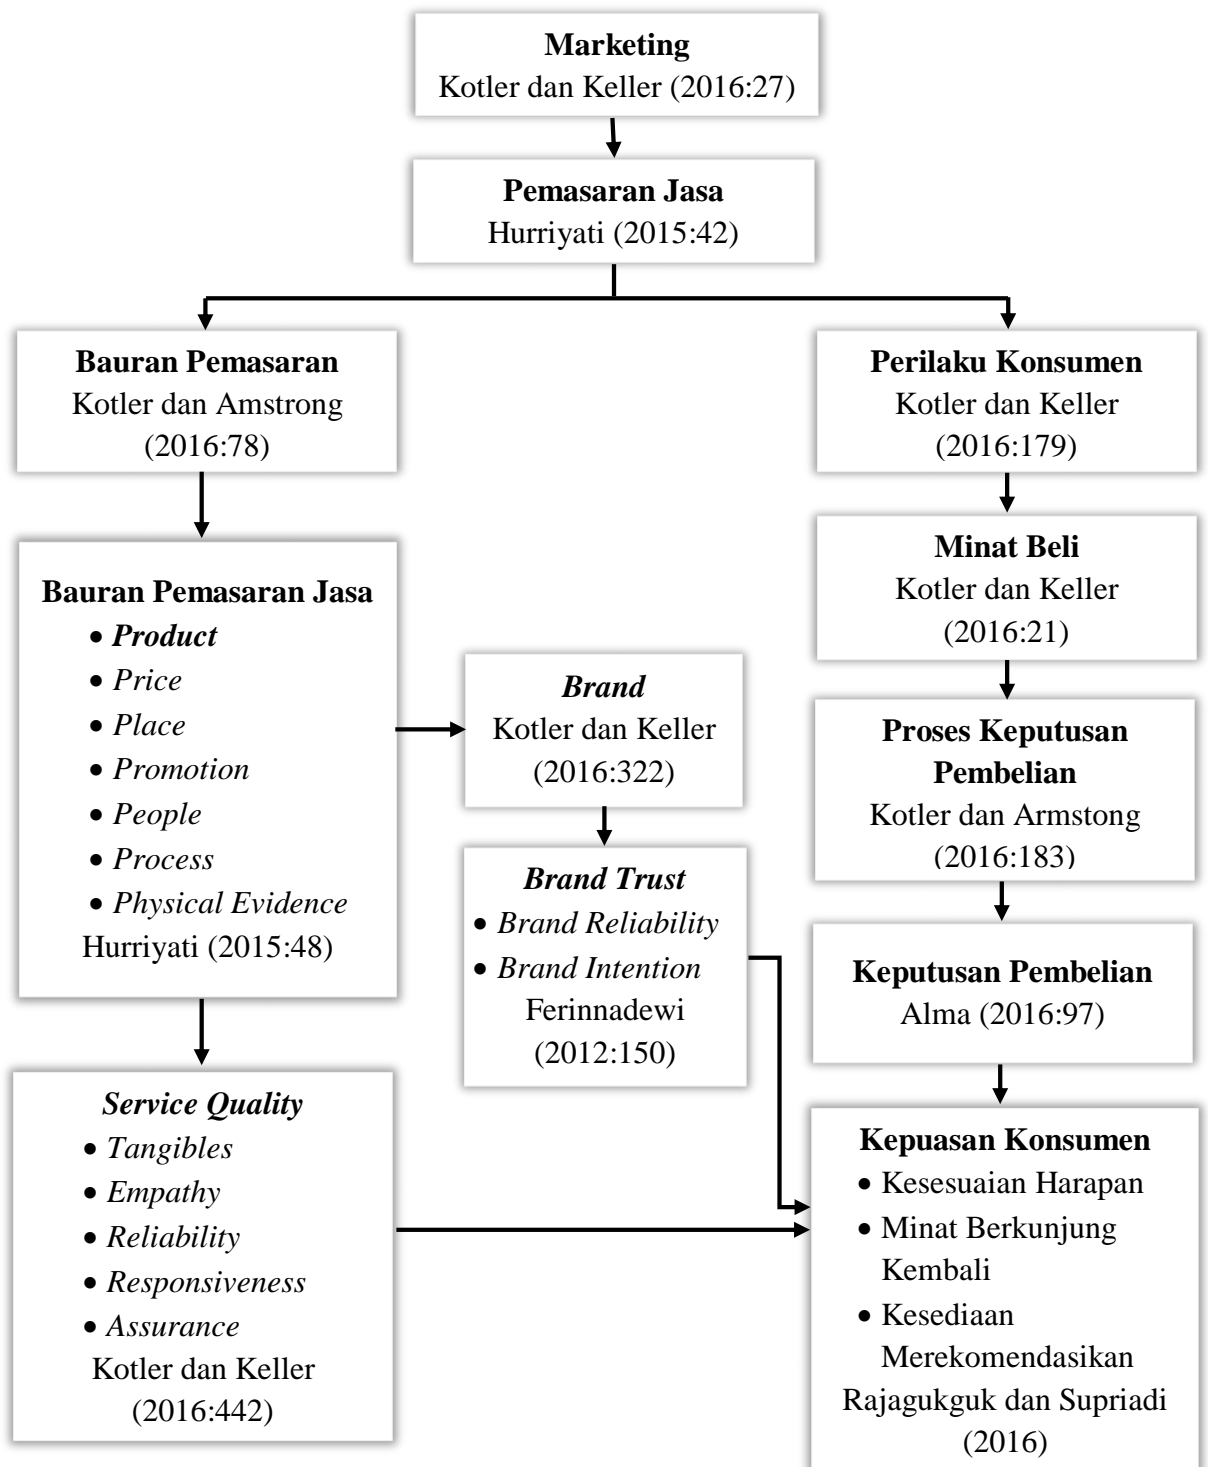 Marketing
Kotler dan Keller (2016:27)
Pemasaran Jasa
Hurriyati (2015:42)
Bauran Pemasaran
Kotler dan Amstrong
(2016:78)
Perilaku Konsumen
Kotler dan Keller
(2016:179)
Bauran Pemasaran Jasa
• Product
• Price
• Place
• Promotion
• People
• Process
• Physical Evidence
Hurriyati (2015:48)
Minat Beli
Kotler dan Keller
(2016:21)
Brand
Kotler dan Keller
(2016:322)
Proses Keputusan
Pembelian
Kotler dan Armstong
(2016:183)
Brand Trust
• Brand Reliability
• Brand Intention
Ferinnadewi
(2012:150)
Keputusan Pembelian
Alma (2016:97)
Service Quality
• Tangibles
• Empathy
• Reliability
• Responsiveness
• Assurance
Kotler dan Keller
(2016:442)
Kepuasan Konsumen
• Kesesuaian Harapan
• Minat Berkunjung
Kembali
• Kesediaan
Merekomendasikan
Rajagukguk dan Supriadi
(2016)